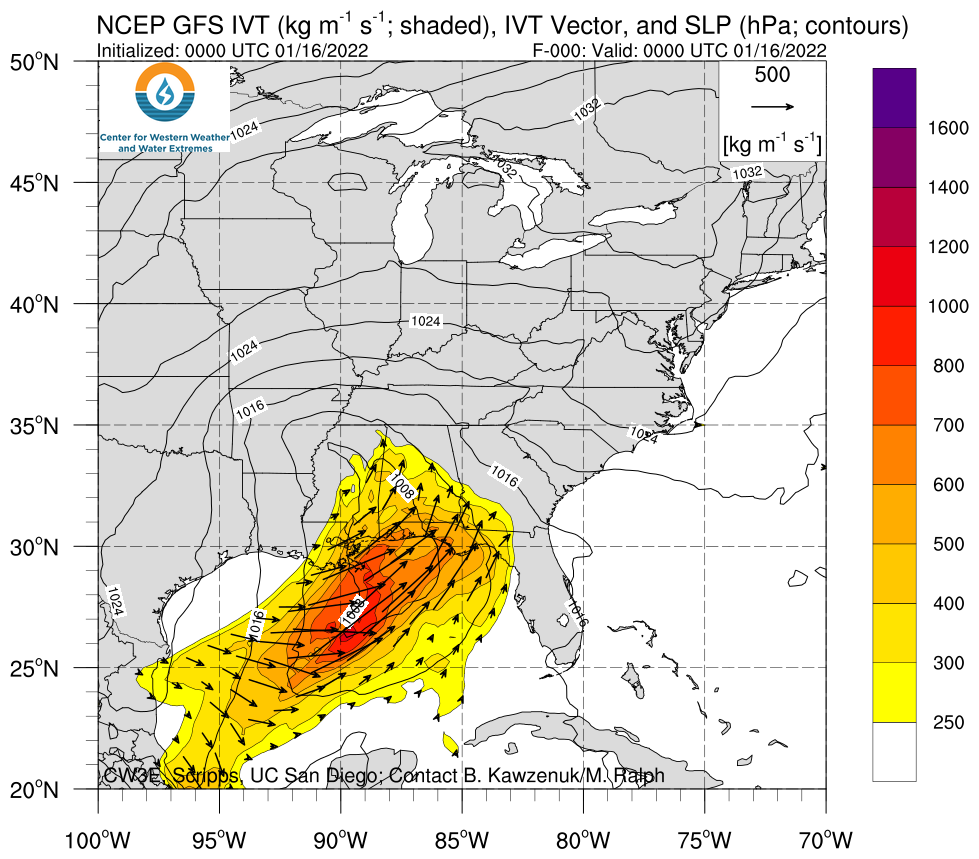 NCEP GFS IVT (kg m⁻¹ s⁻¹; shaded), IVT Vector, and SLP (hPa; contours)
Initialized: 0000 UTC 01/16/2022 F-000: Valid: 0000 UTC 01/16/2022
50°N
45°N
40°N
35°N
30°N
25°N
20°N
Center for Western Weather
and Water Extremes
500
[kg m⁻¹ s⁻¹]
1024
1032
1032
1032
1024
1024
1016
1024
1016
1008
1024
1016
1008
1016
CW3E, Scripps, UC San Diego; Contact B. Kawzenuk/M. Ralph
100°W 95°W 90°W 85°W 80°W 75°W 70°W
1600
1400
1200
1000
800
700
600
500
400
300
250